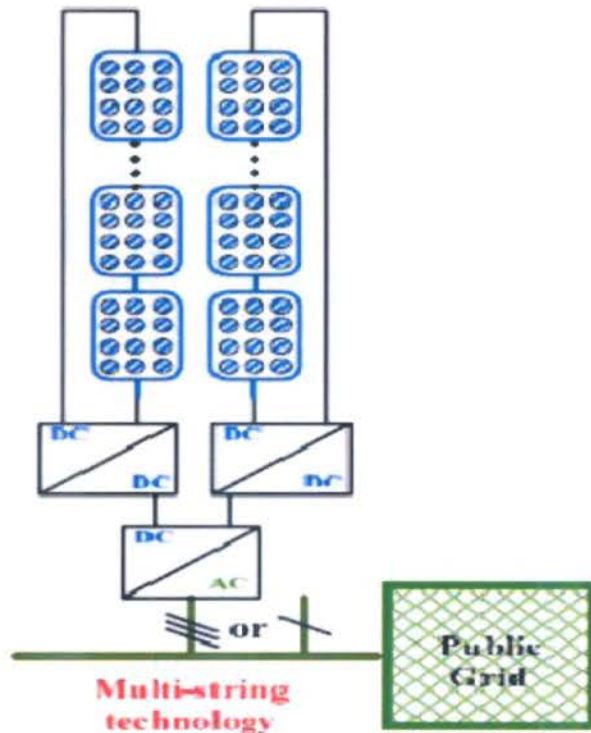 DC
DC
DC
DC
DC
AC
or
Public
Grid
Multi-string
technology